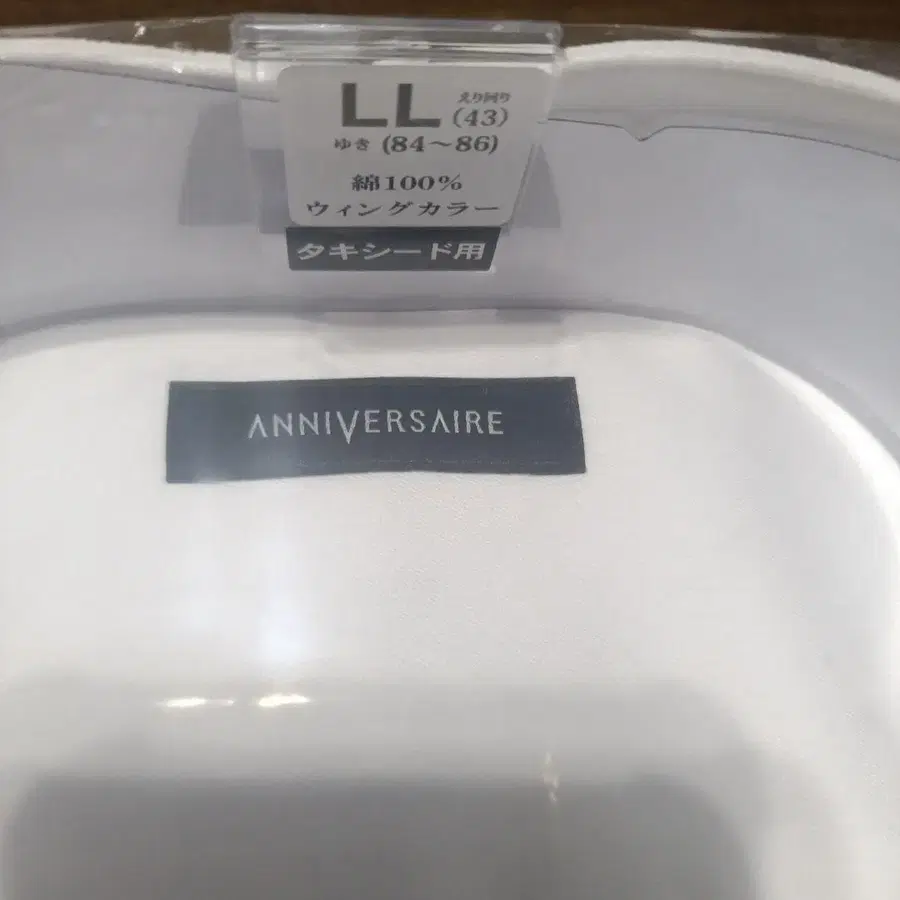 LL えり回り (43)
ゆき (84～86)
綿100%
ウィングカラー
タキシード用
ANNIVERSAIRE